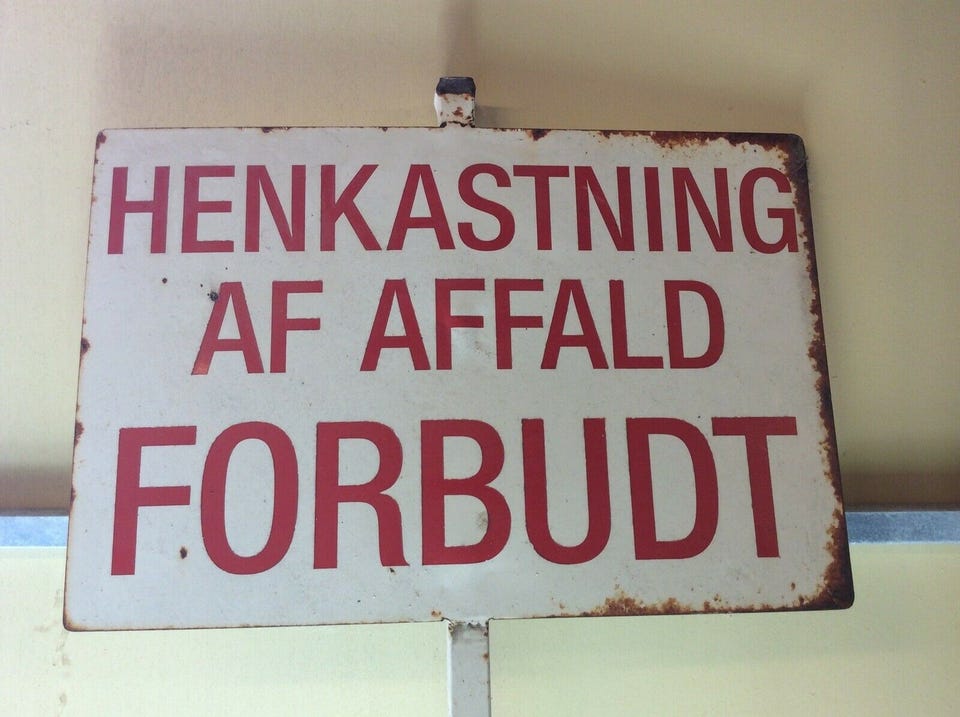 HENKASTNING
AF AFFALD
FORBUDT